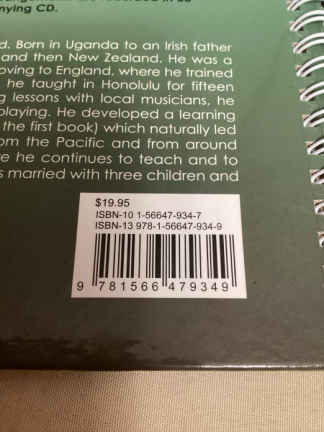 nying CD.
d. Born in Uganda to an Irish father
and then New Zealand. He was a
oving to England, where he trained
he taught in Honolulu for fifteen
g lessons with local musicians, he
playing. He developed a learning
the first book) which naturally led
om the Pacific and from around
re he continues to teach and to
s married with three children and
$19.95
ISBN-10 1-56647-934-7
ISBN-13 978-1-56647-934-9
9 781566 479349